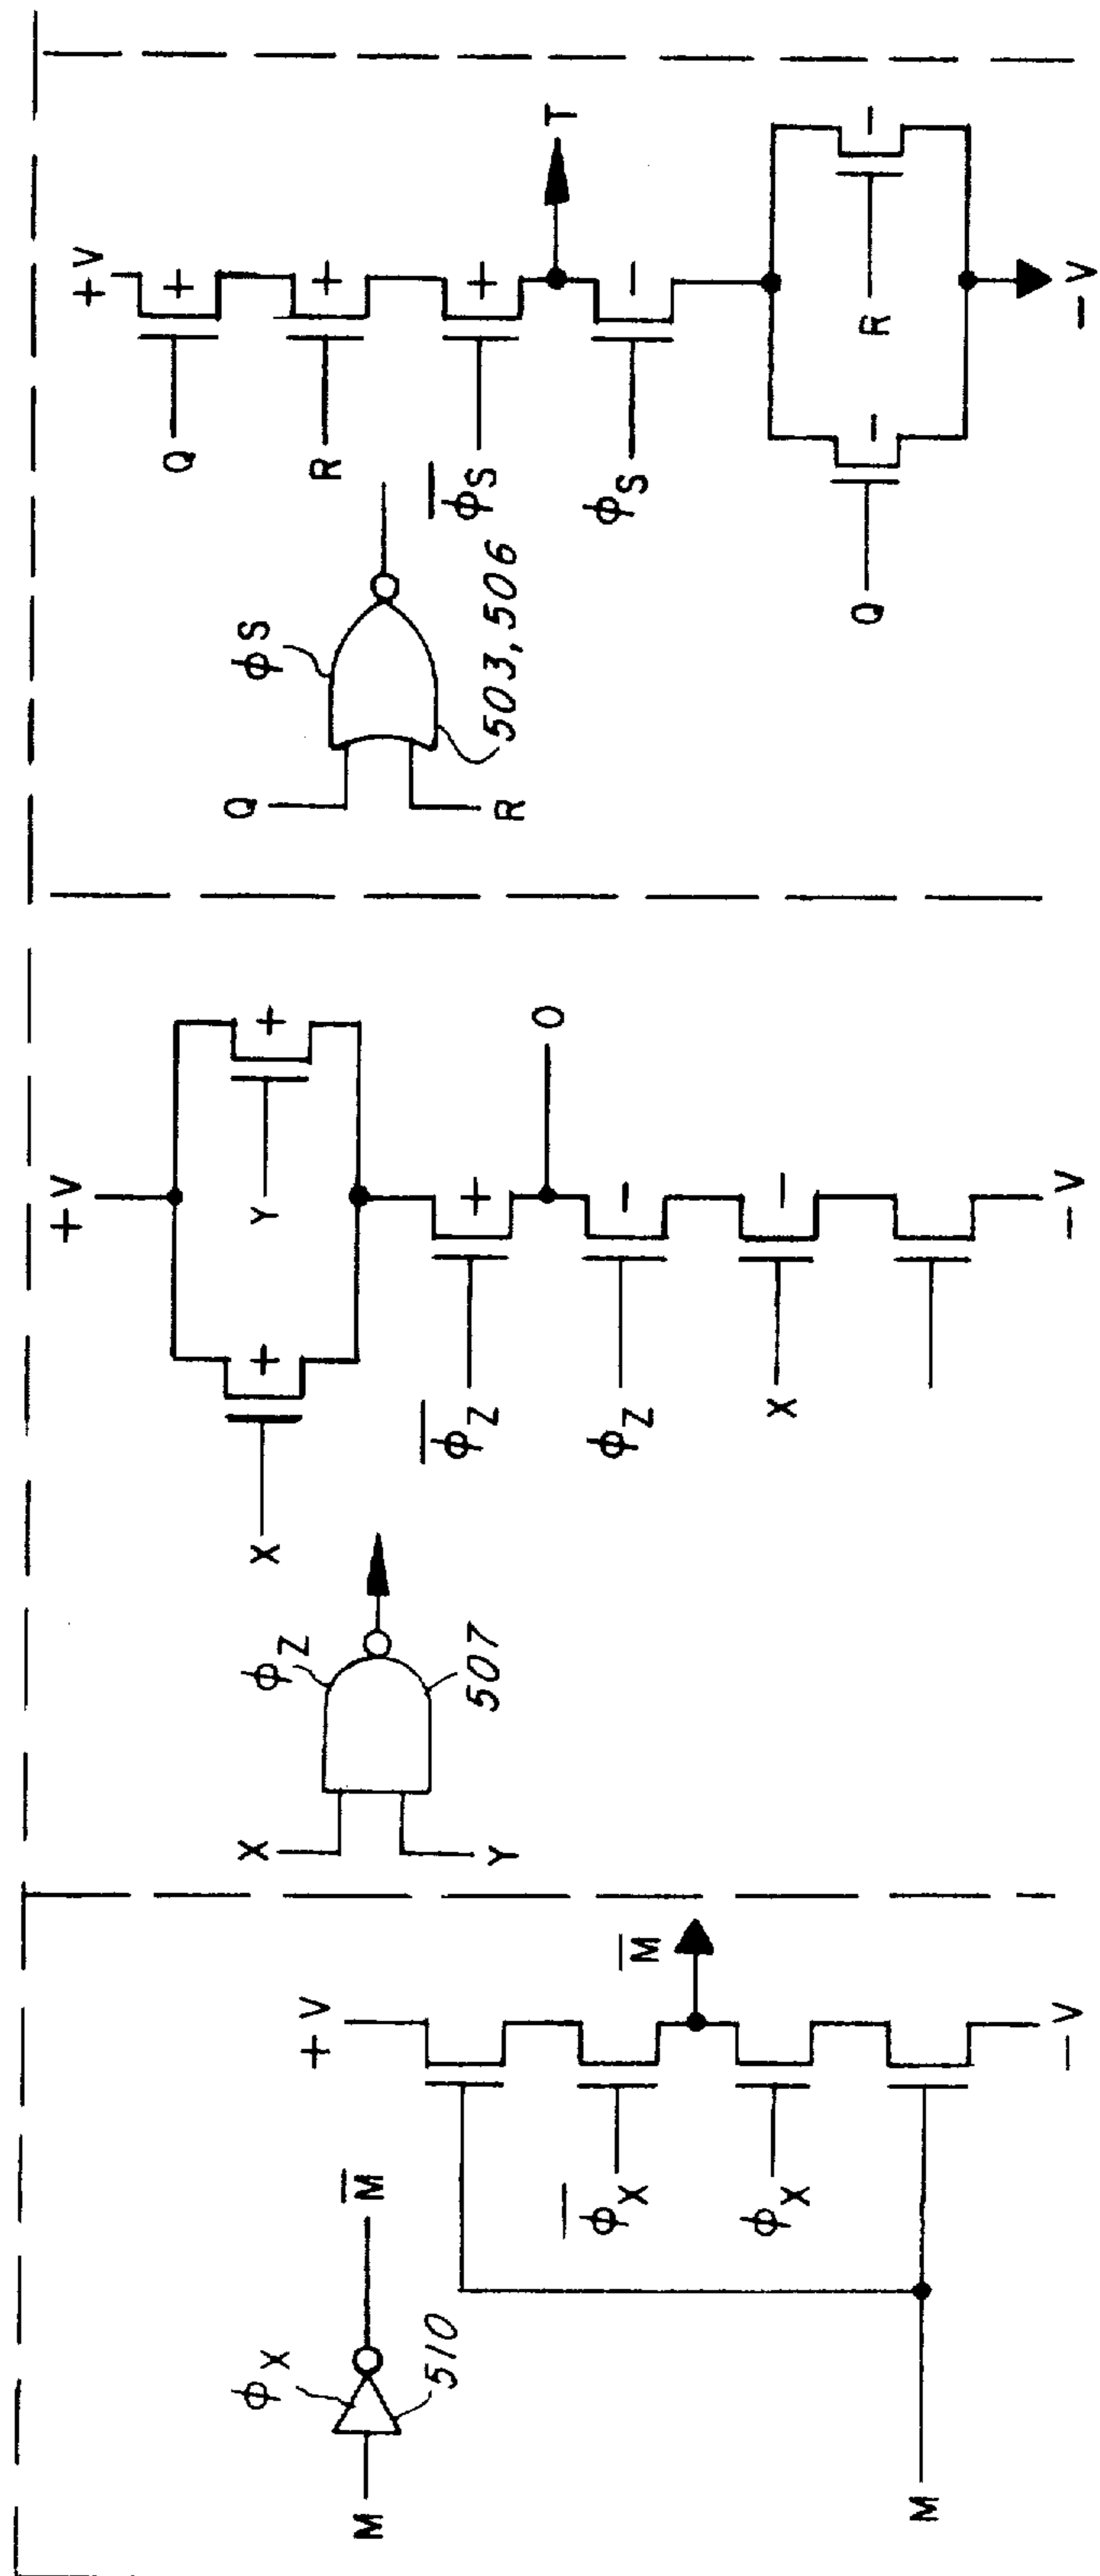 +V
Q
+
R
+
φ̅S
+
T
φS
−
Q
−
R
−
−V
Q
R
φS
503, 506
+V
X
+
Y
+
φ̅Z
+
O
φZ
−
X
−
−V
X
Y
φZ
507
+V
φ̅X
M̅
φX
M
−V
M
φX
510
M̅